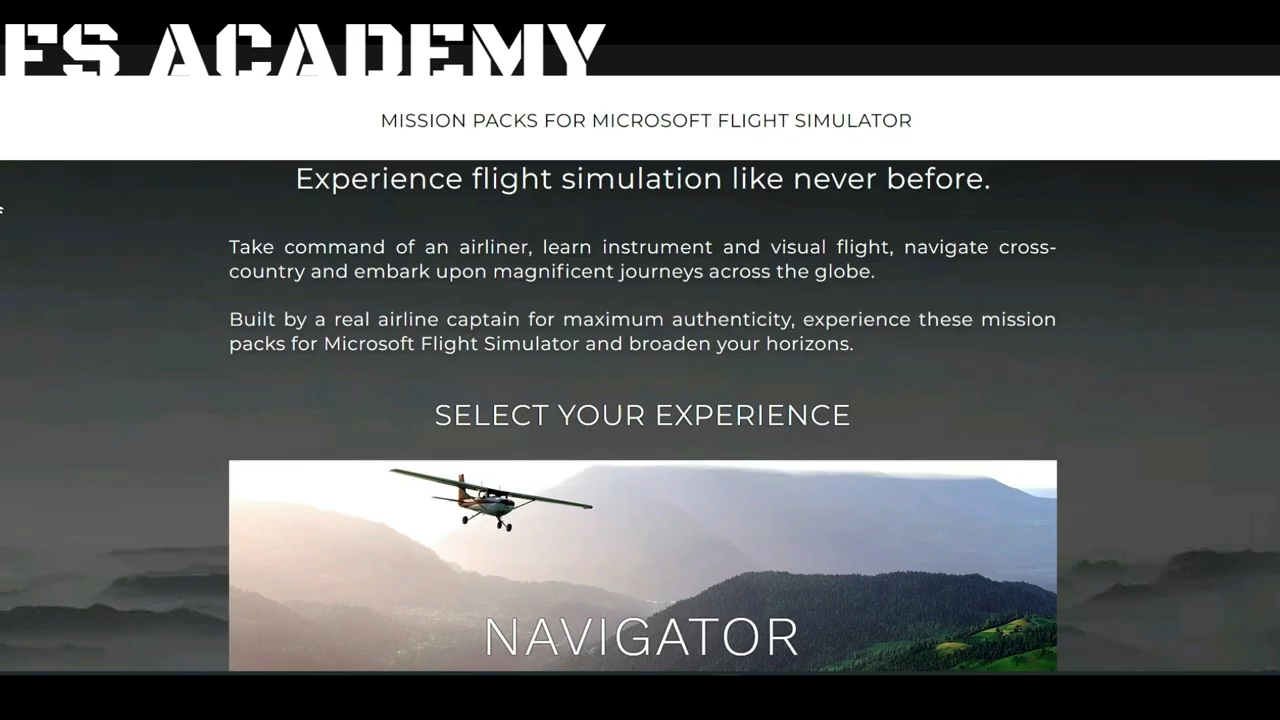 FS ACADEMY
MISSION PACKS FOR MICROSOFT FLIGHT SIMULATOR
Experience flight simulation like never before.
Take command of an airliner, learn instrument and visual flight, navigate cross-
country and embark upon magnificent journeys across the globe.
Built by a real airline captain for maximum authenticity, experience these mission
packs for Microsoft Flight Simulator and broaden your horizons.
SELECT YOUR EXPERIENCE
NAVIGATOR